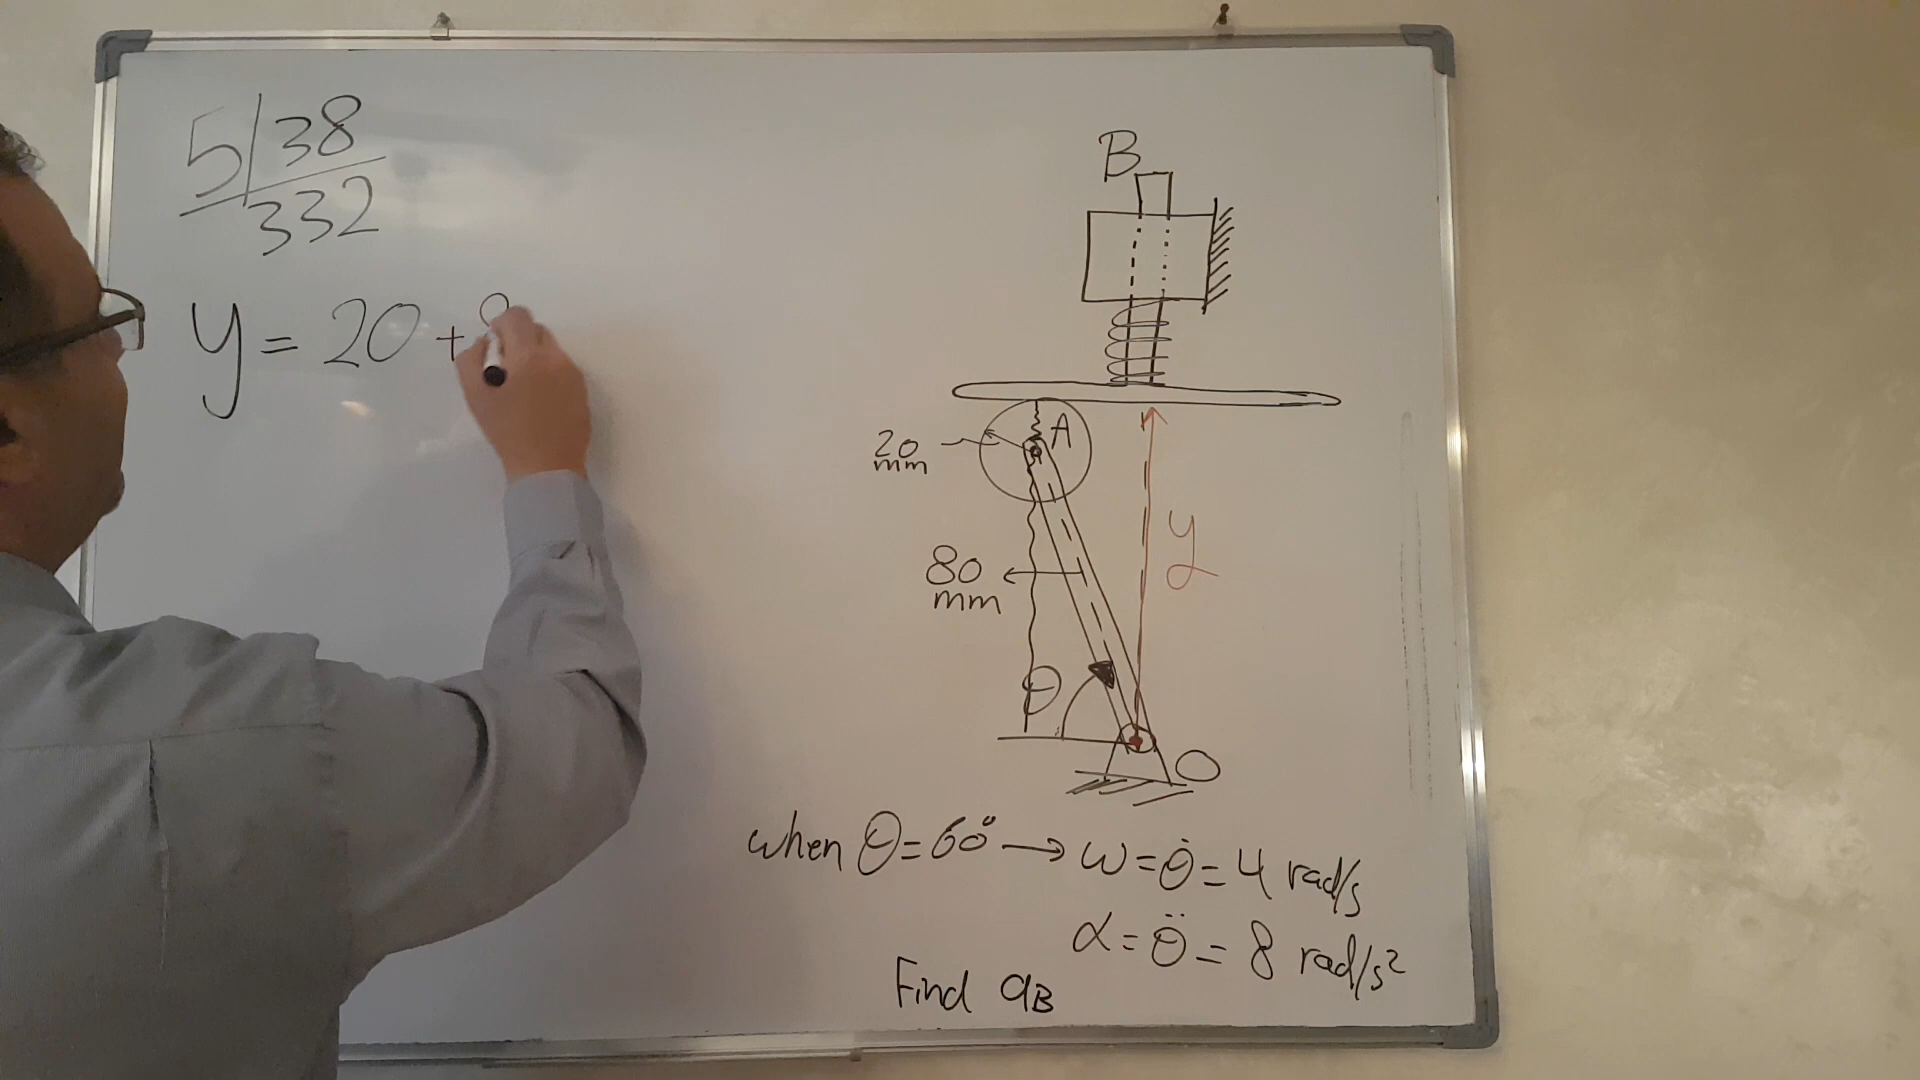 5/38
332
y = 20 +
B
A
20
mm
y
80
mm
θ
O
when θ = 60° → ω = θ̇ = 4 rad/s
α = θ̈ = 8 rad/s²
Find aB